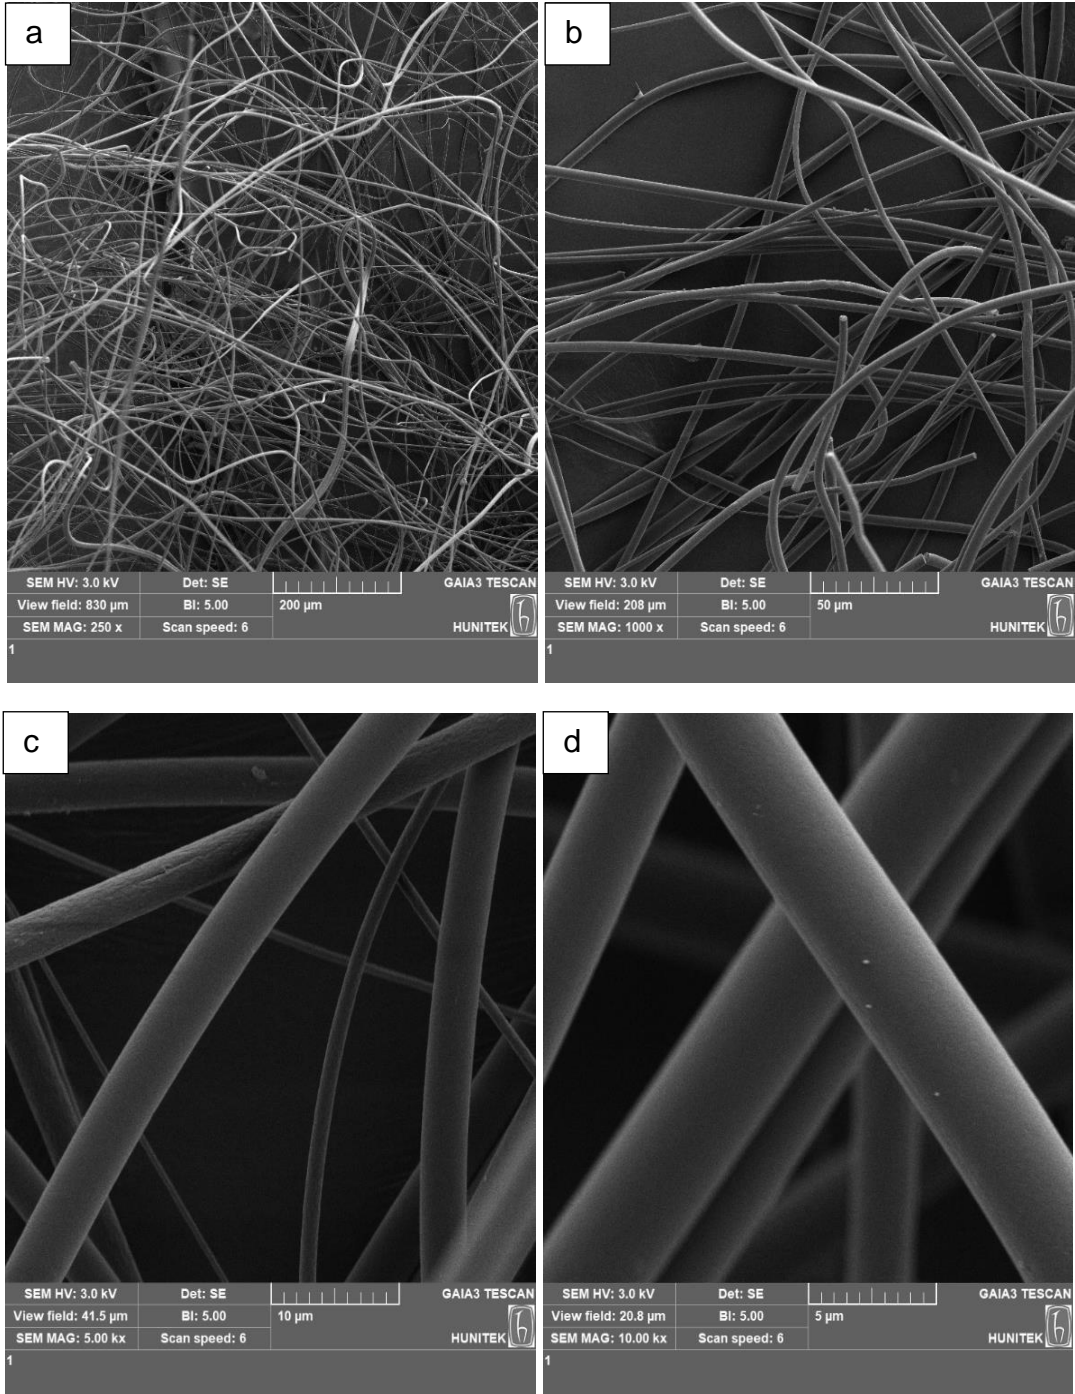 a
b
SEM HV: 3.0 kV Det: SE GAIA3 TESCAN
View field: 830 µm BI: 5.00 200 µm
SEM MAG: 250 x Scan speed: 6 HUNITEK
1
SEM HV: 3.0 kV Det: SE GAIA3 TESCAN
View field: 208 µm BI: 5.00 50 µm
SEM MAG: 1000 x Scan speed: 6 HUNITEK
1
c
d
SEM HV: 3.0 kV Det: SE GAIA3 TESCAN
View field: 41.5 µm BI: 5.00 10 µm
SEM MAG: 5.00 kx Scan speed: 6 HUNITEK
1
SEM HV: 3.0 kV Det: SE GAIA3 TESCAN
View field: 20.8 µm BI: 5.00 5 µm
SEM MAG: 10.00 kx Scan speed: 6 HUNITEK
1